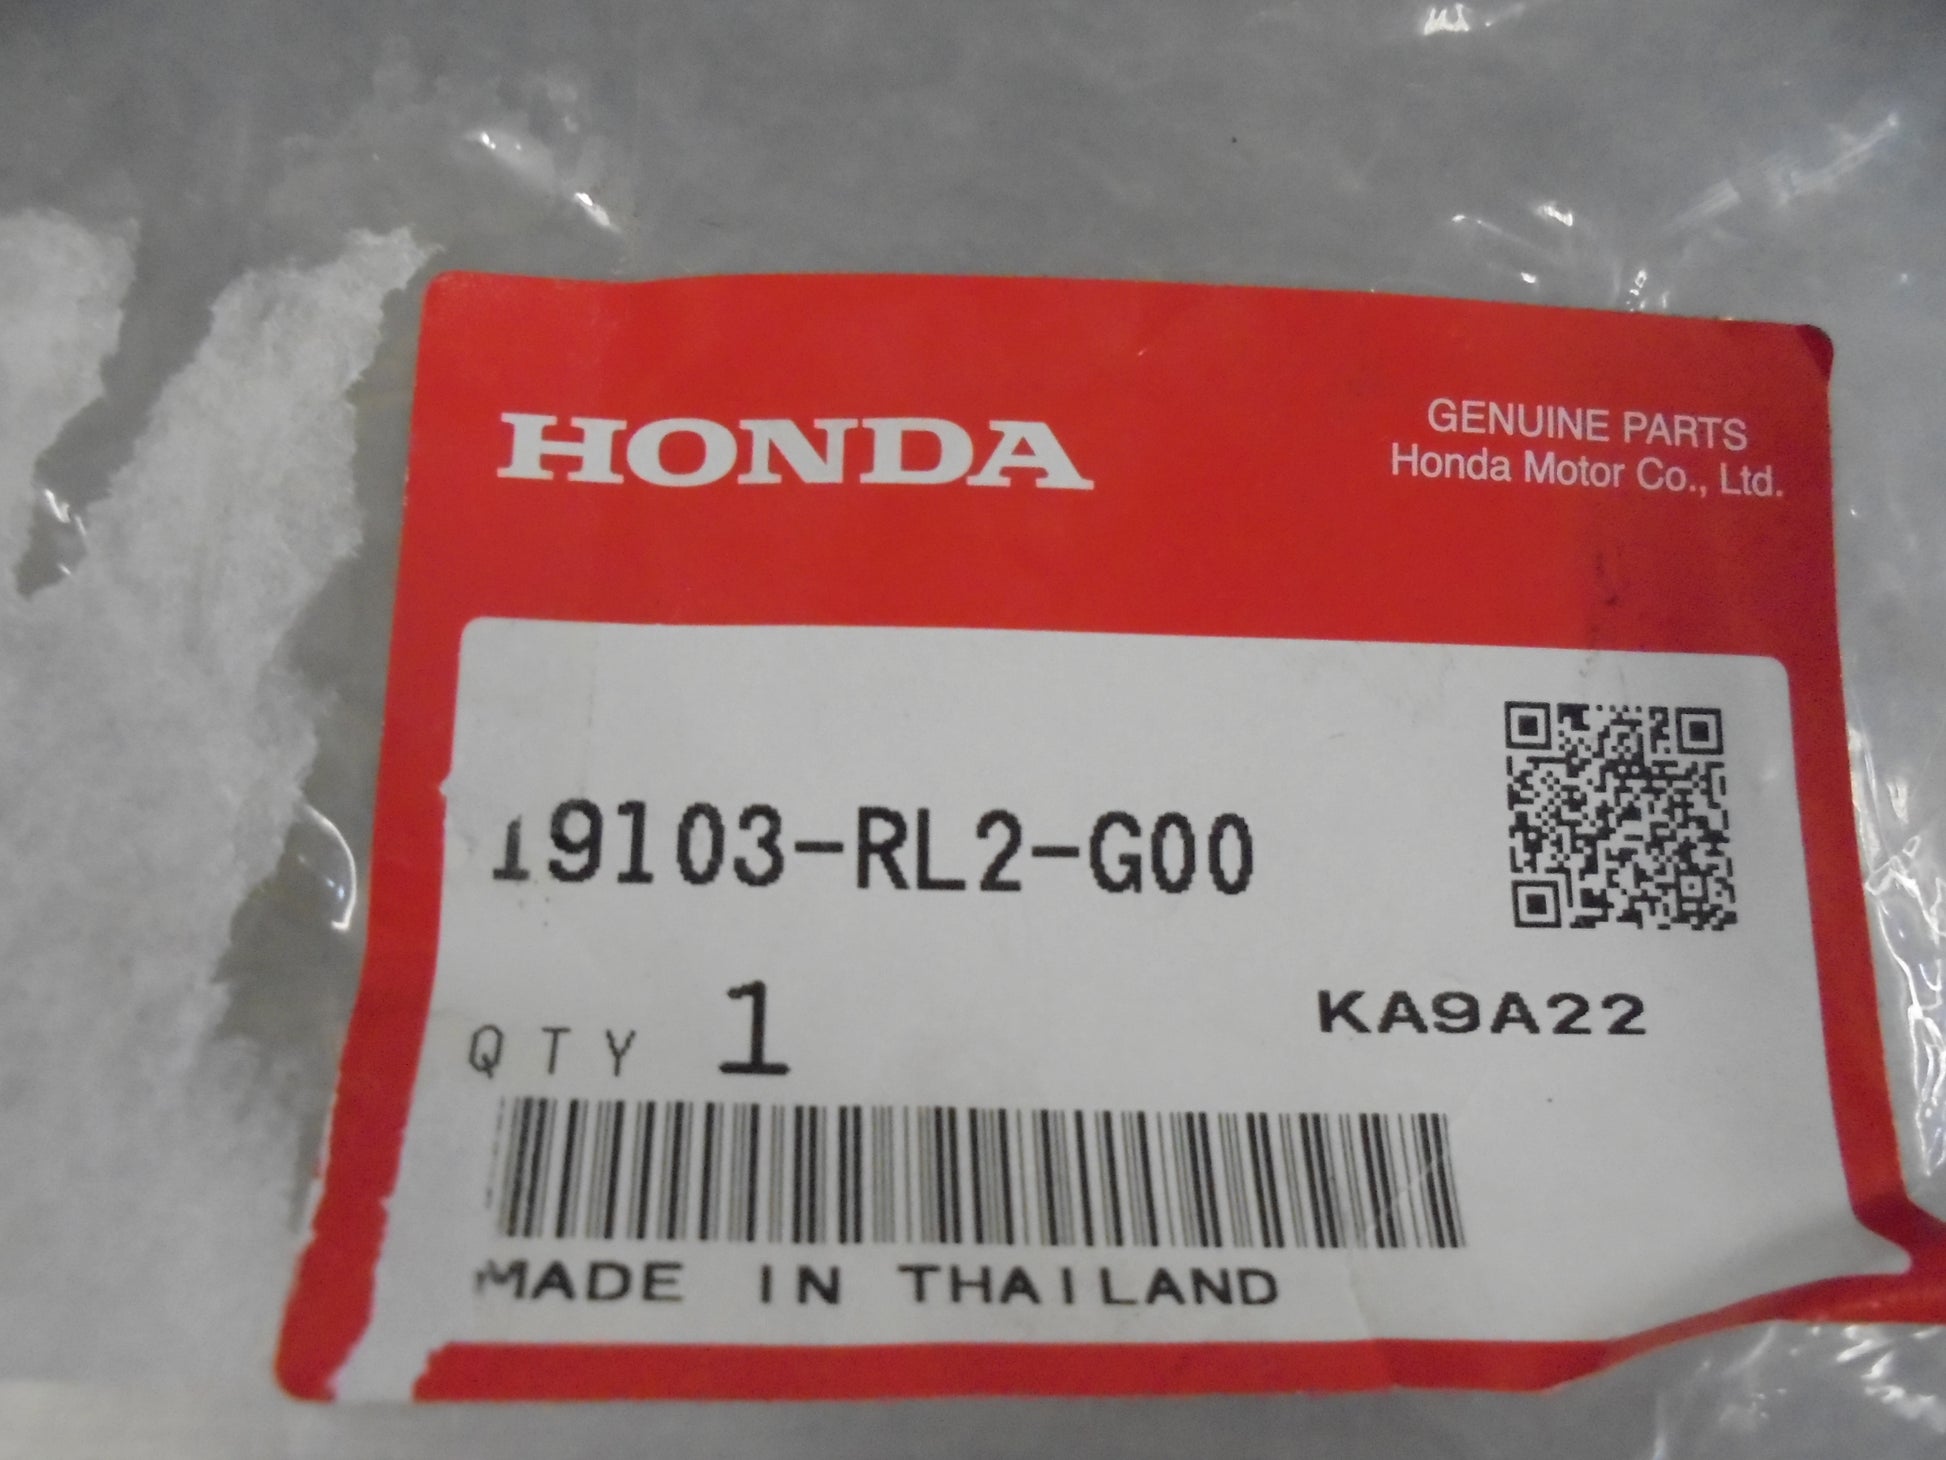 HONDA
GENUINE PARTS
Honda Motor Co., Ltd.
19103-RL2-G00
QTY 1
KA9A22
MADE IN THAILAND